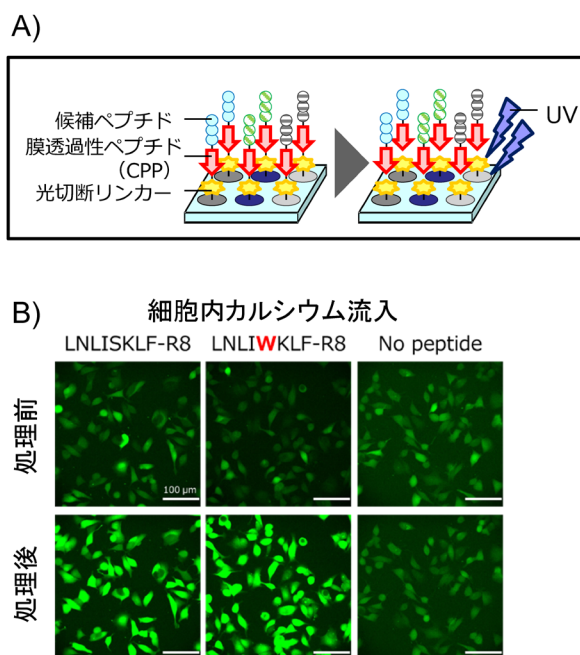 A)
候補ペプチド
膜透過性ペプチド
（CPP）
光切断リンカー
UV
B)
細胞内カルシウム流入
LNLISKLF-R8
LNLIWKLF-R8
No peptide
処理前
100 μm
処理後